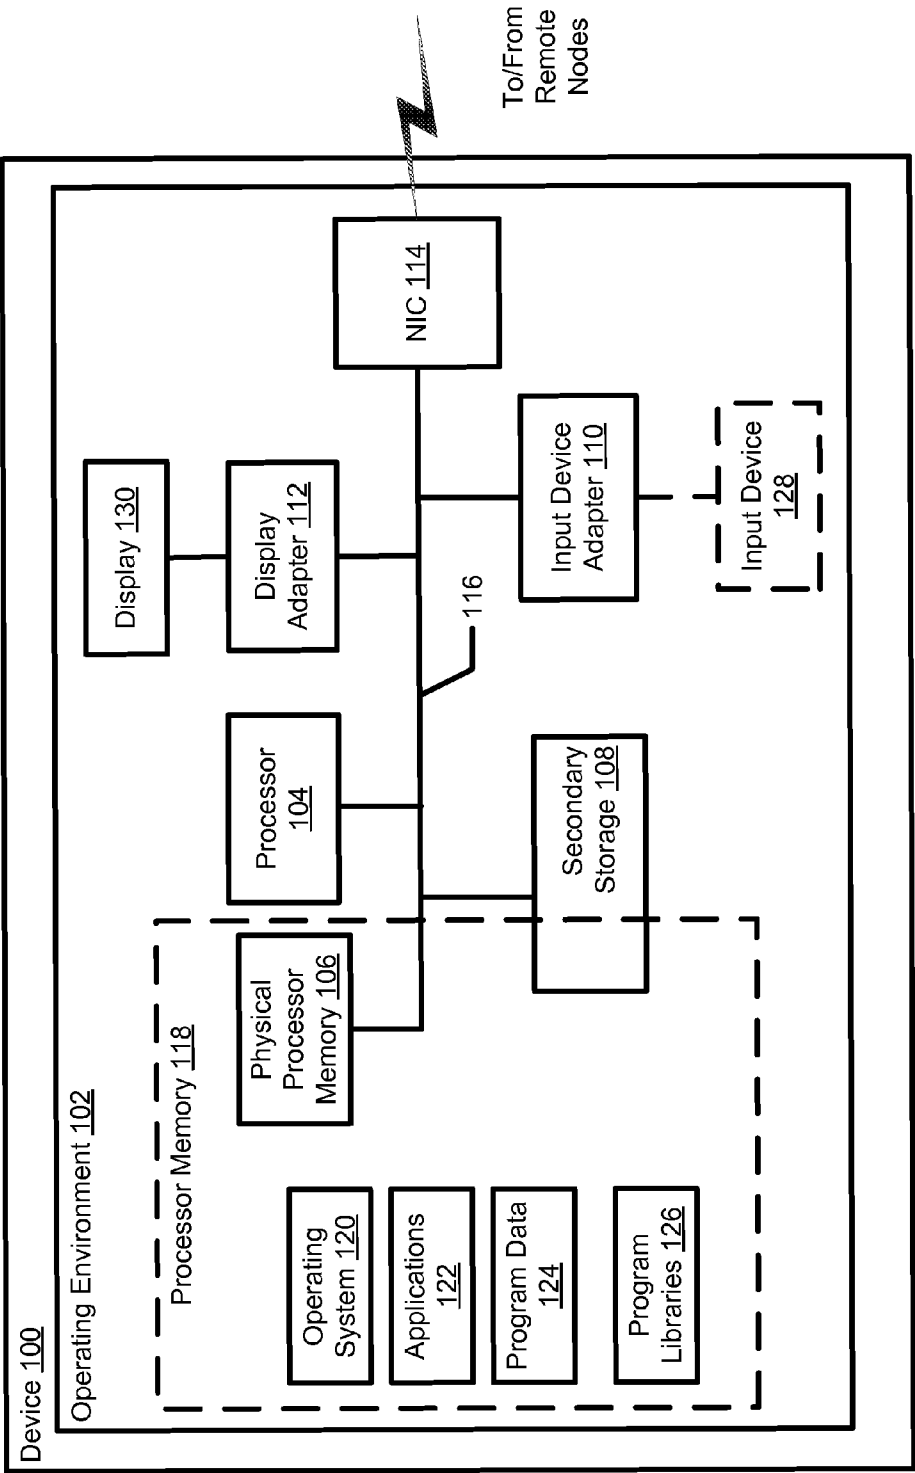 Device 100
Operating Environment 102
Processor Memory 118
Operating
System 120
Applications
122
Program Data
124
Program
Libraries 126
Physical
Processor
Memory 106
Processor
104
Secondary
Storage 108
116
Display 130
Display
Adapter 112
Input Device
Adapter 110
Input Device
128
NIC 114
To/From
Remote
Nodes